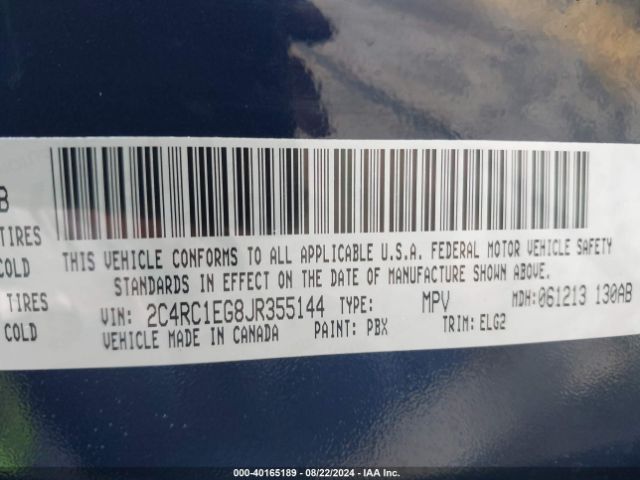 B
TIRES
COLD
TIRES
COLD
THIS VEHICLE CONFORMS TO ALL APPLICABLE U.S.A. FEDERAL MOTOR VEHICLE SAFETY
STANDARDS IN EFFECT ON THE DATE OF MANUFACTURE SHOWN ABOVE.
VIN: 2C4RC1EG8JR355144 TYPE: MPV MDH:061213 130AB
VEHICLE MADE IN CANADA PAINT: PBX TRIM: ELG2
000-40165189 - 08/22/2024 - IAA Inc.